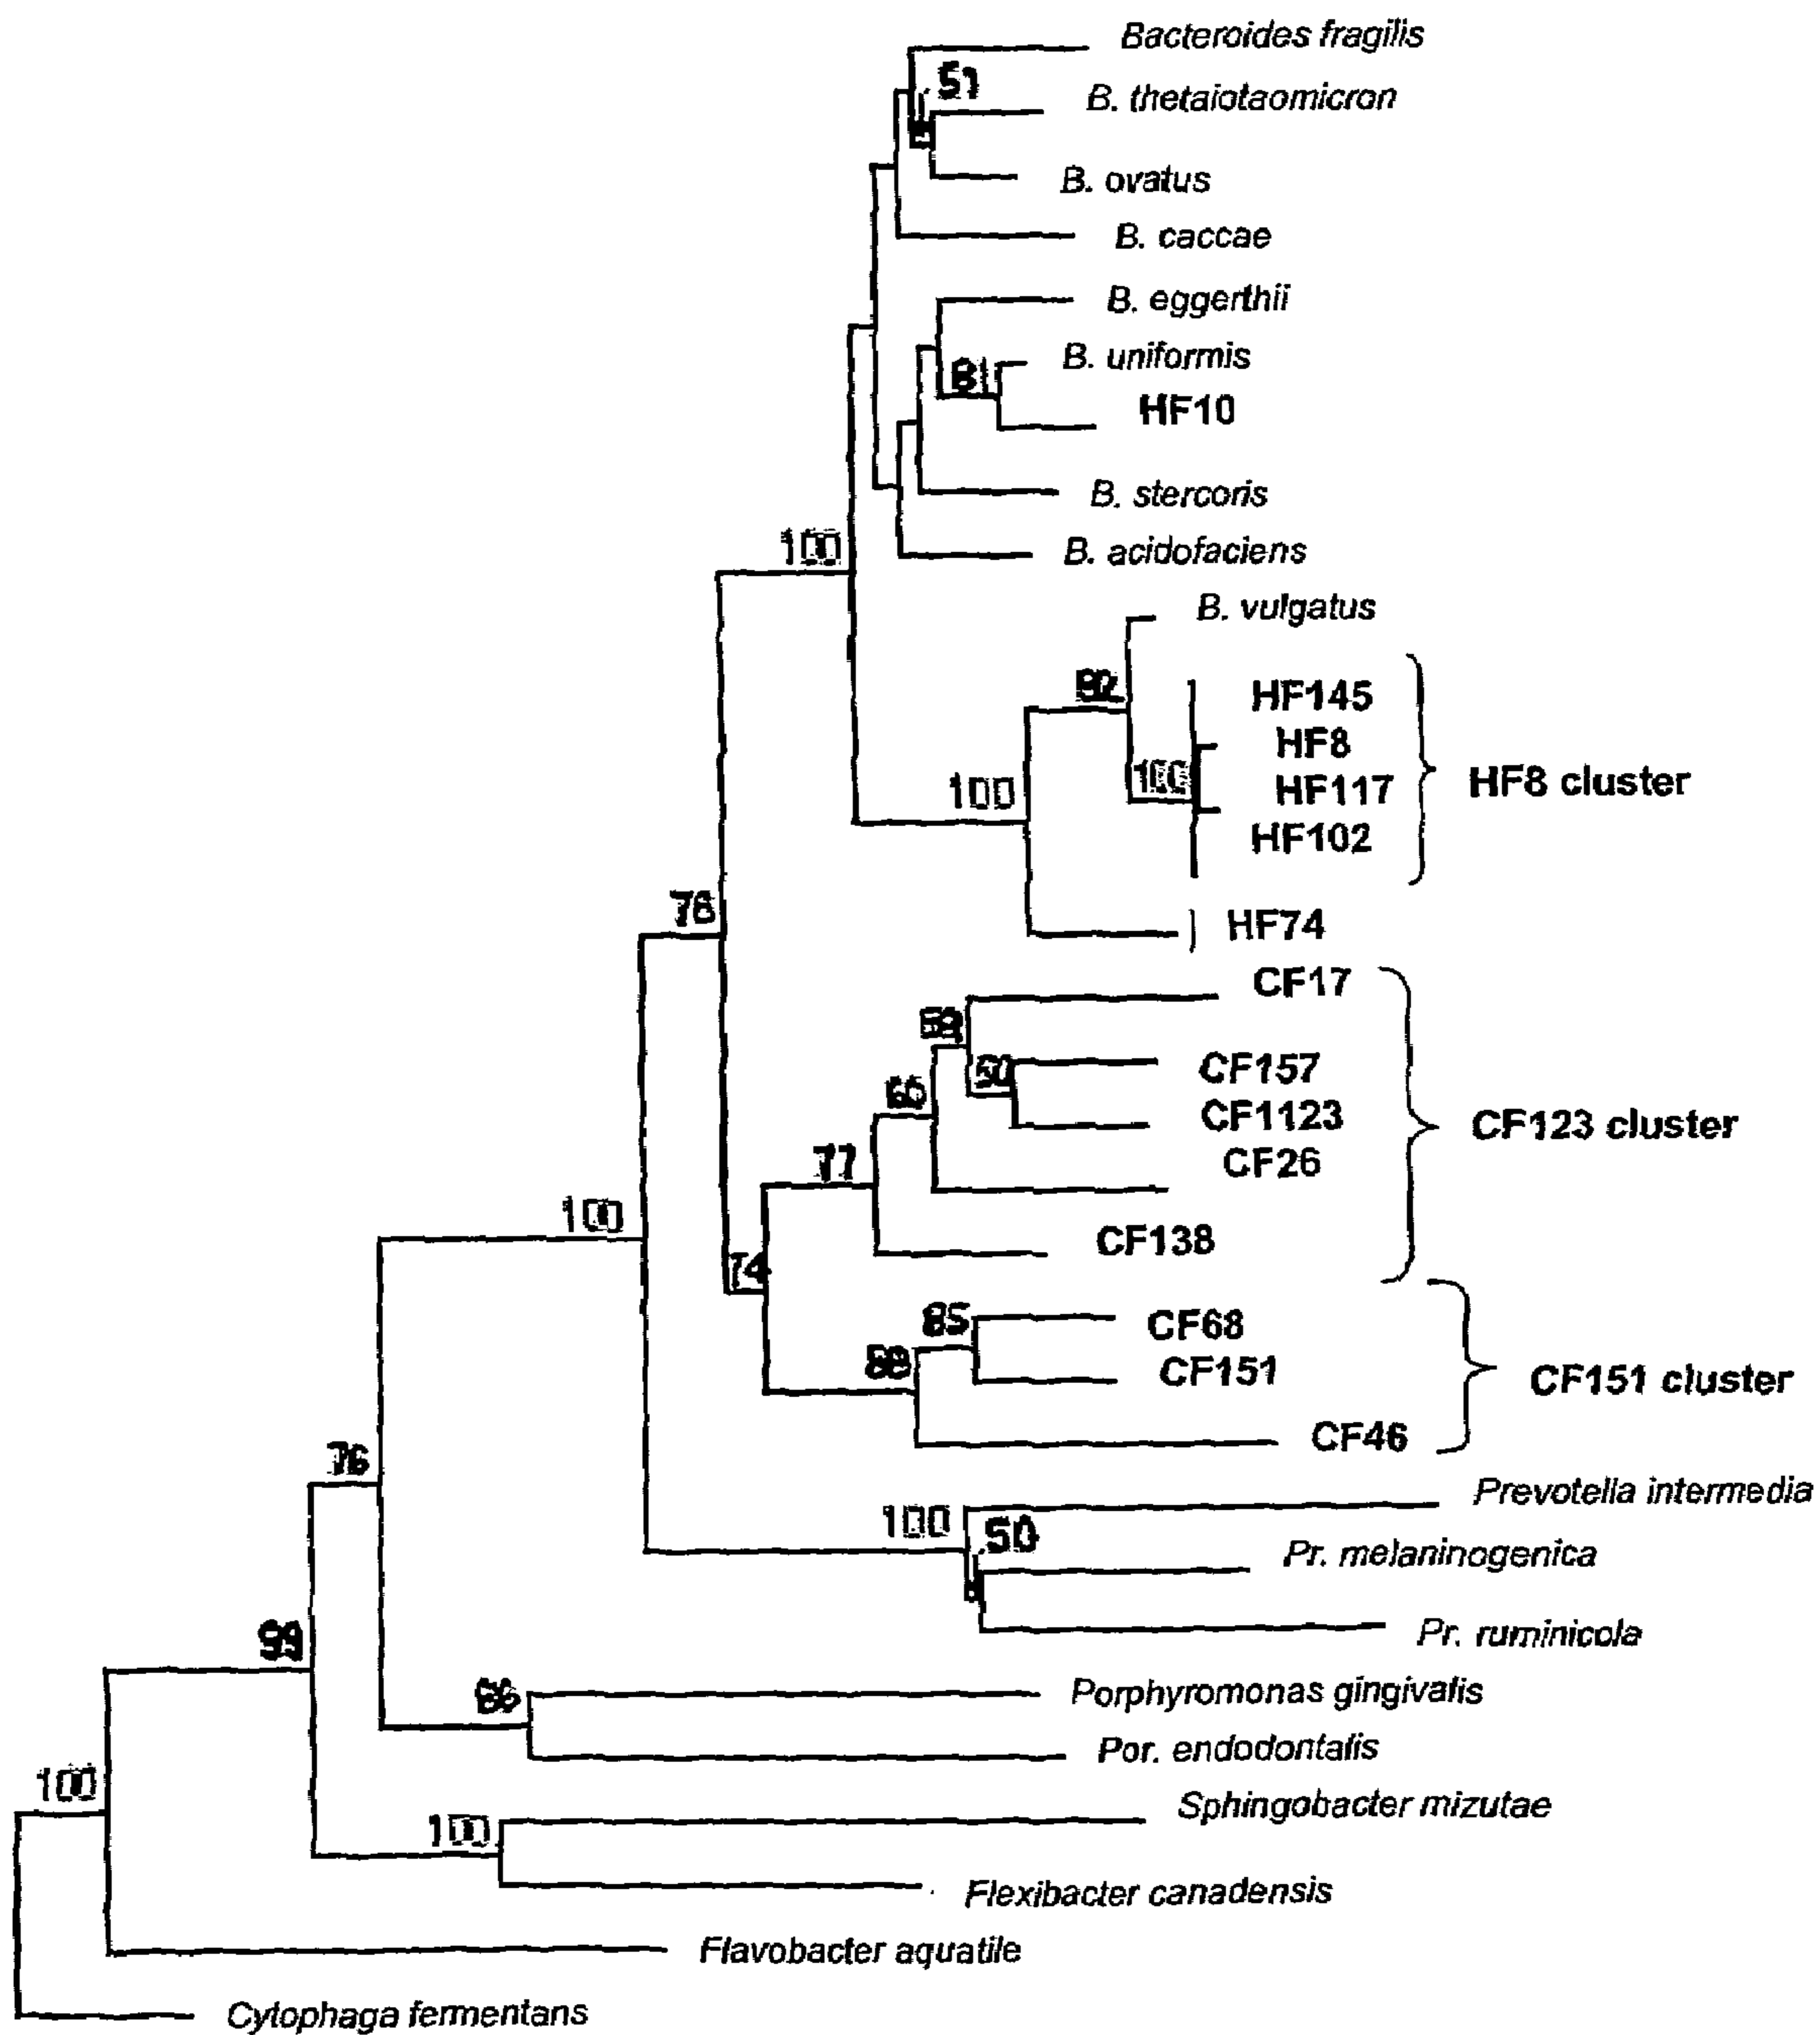 Bacteroides fragilis
51
B. thetaiotaomicron
B. ovatus
B. caccae
B. eggerthii
B. uniformis
81
HF10
B. stercoris
100
B. acidofaciens
B. vulgatus
HF145
HF8
HF117
HF102
HF8 cluster
100
100
HF74
78
CF17
CF157
CF1123
CF26
CF138
CF123 cluster
77
100
74
85
CF68
CF151
CF46
CF151 cluster
76
Prevotella intermedia
100
50
Pr. melaninogenica
Pr. ruminicola
99
Porphyromonas gingivalis
Por. endodontalis
100
Sphingobacter mizutae
100
Flexibacter canadensis
Flavobacter aquatile
Cytophaga fermentans